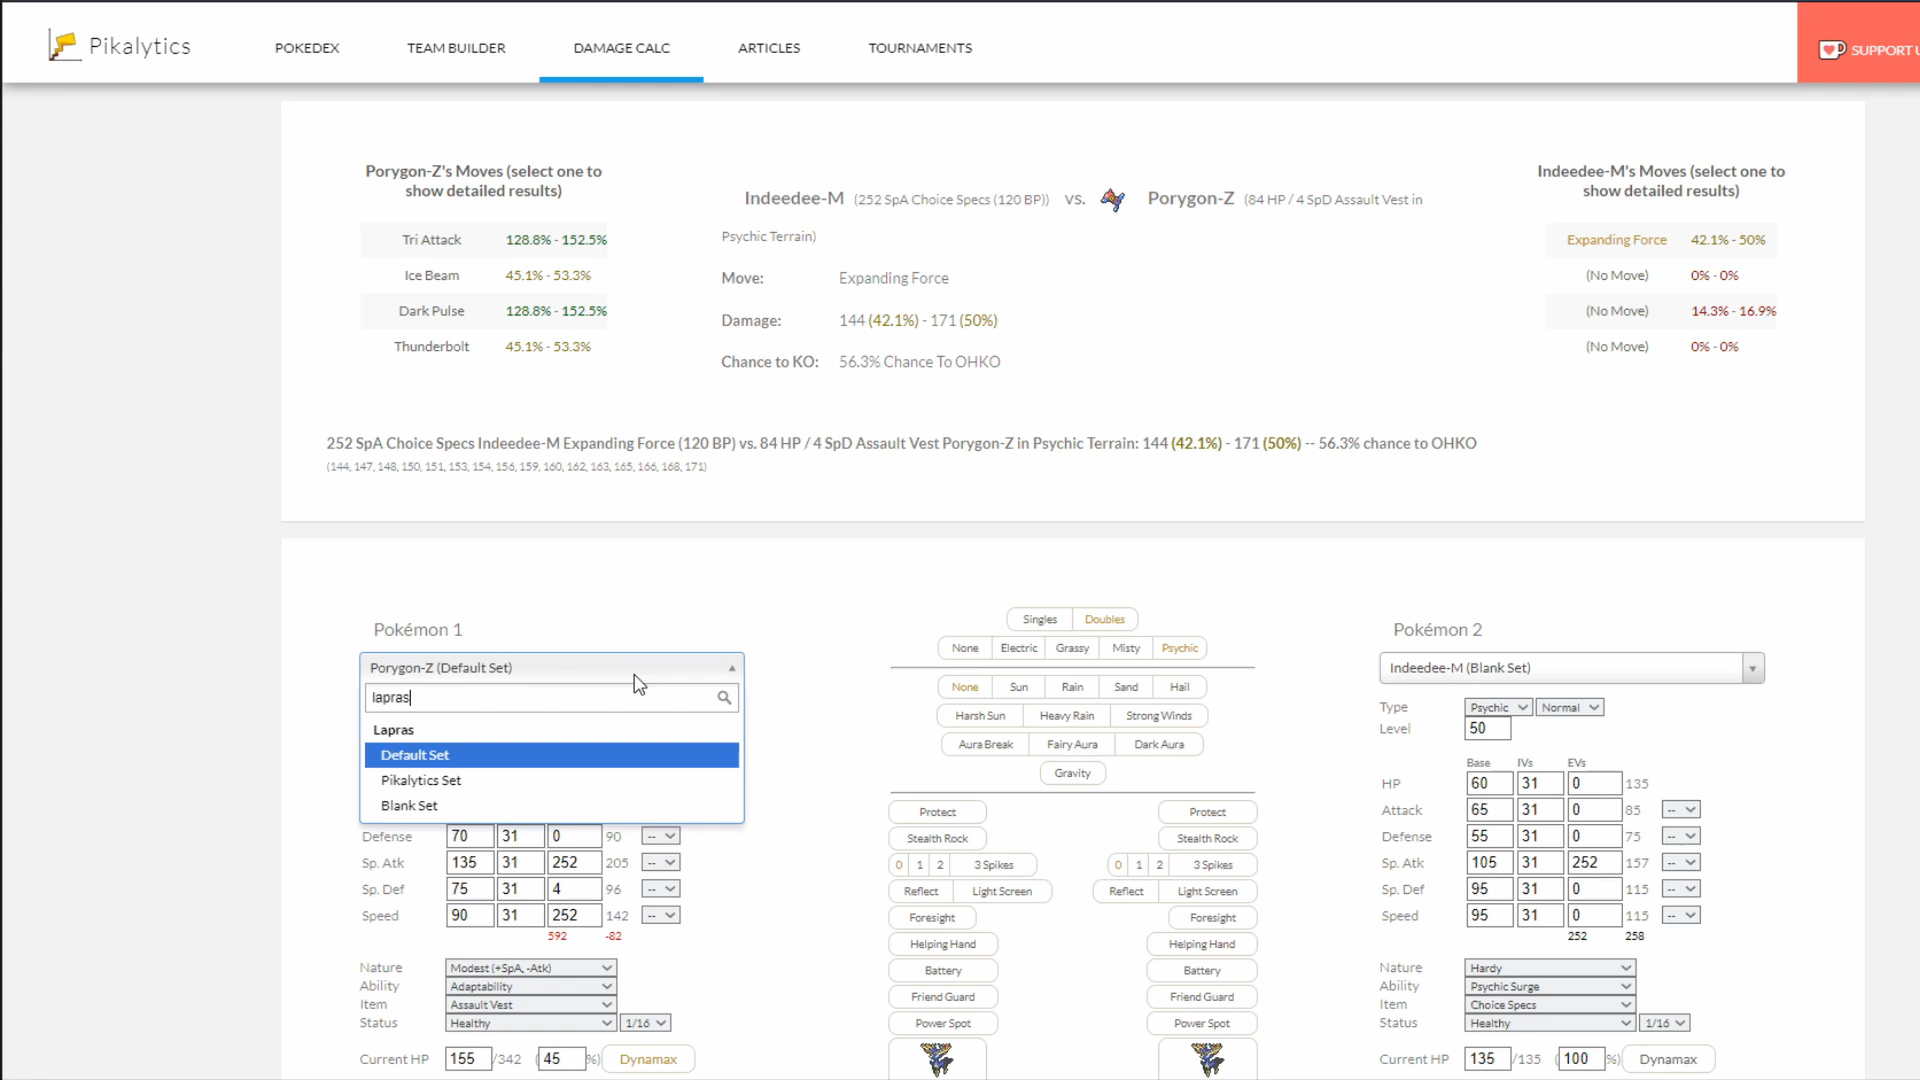 Pikalytics
POKEDEX
TEAM BUILDER
DAMAGE CALC
ARTICLES
TOURNAMENTS
SUPPORT U
Porygon-Z's Moves (select one to
show detailed results)
Tri Attack 128.8% - 152.5%
Ice Beam 45.1% - 53.3%
Dark Pulse 128.8% - 152.5%
Thunderbolt 45.1% - 53.3%
Indeedee-M (252 SpA Choice Specs (120 BP)) VS. Porygon-Z (84 HP / 4 SpD Assault Vest in
Psychic Terrain)
Move: Expanding Force
Damage: 144 (42.1%) - 171 (50%)
Chance to KO: 56.3% Chance To OHKO
Indeedee-M's Moves (select one to
show detailed results)
Expanding Force 42.1% - 50%
(No Move) 0% - 0%
(No Move) 14.3% - 16.9%
(No Move) 0% - 0%
252 SpA Choice Specs Indeedee-M Expanding Force (120 BP) vs. 84 HP / 4 SpD Assault Vest Porygon-Z in Psychic Terrain: 144 (42.1%) - 171 (50%) -- 56.3% chance to OHKO
(144, 147, 148, 150, 151, 153, 154, 156, 159, 160, 162, 163, 165, 166, 168, 171)
Pokémon 1
Porygon-Z (Default Set)
lapras
Lapras
Default Set
Pikalytics Set
Blank Set
Defense 70 31 0 90 --
Sp. Atk 135 31 252 205 --
Sp. Def 75 31 4 96 --
Speed 90 31 252 142 --
592 -82
Nature Modest (+SpA, -Atk)
Ability Adaptability
Item Assault Vest
Status Healthy 1/16
Current HP 155 /342 ( 45 %) Dynamax
Singles Doubles
None Electric Grassy Misty Psychic
None Sun Rain Sand Hail
Harsh Sun Heavy Rain Strong Winds
Aura Break Fairy Aura Dark Aura
Gravity
Protect Protect
Stealth Rock Stealth Rock
0 1 2 3 Spikes 0 1 2 3 Spikes
Reflect Light Screen Reflect Light Screen
Foresight Foresight
Helping Hand Helping Hand
Battery Battery
Friend Guard Friend Guard
Power Spot Power Spot
Pokémon 2
Indeedee-M (Blank Set)
Type Psychic Normal
Level 50
Base IVs EVs
HP 60 31 0 135
Attack 65 31 0 85 --
Defense 55 31 0 75 --
Sp. Atk 105 31 252 157 --
Sp. Def 95 31 0 115 --
Speed 95 31 0 115 --
252 258
Nature Hardy
Ability Psychic Surge
Item Choice Specs
Status Healthy 1/16
Current HP 135 /135 ( 100 %) Dynamax